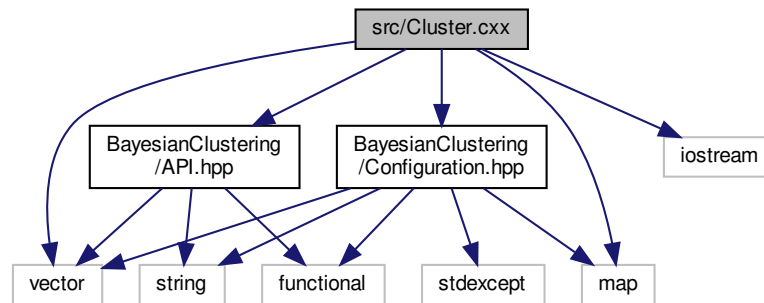 src/Cluster.cxx
BayesianClustering
/API.hpp
BayesianClustering
/Configuration.hpp
iostream
vector
string
functional
stdexcept
map